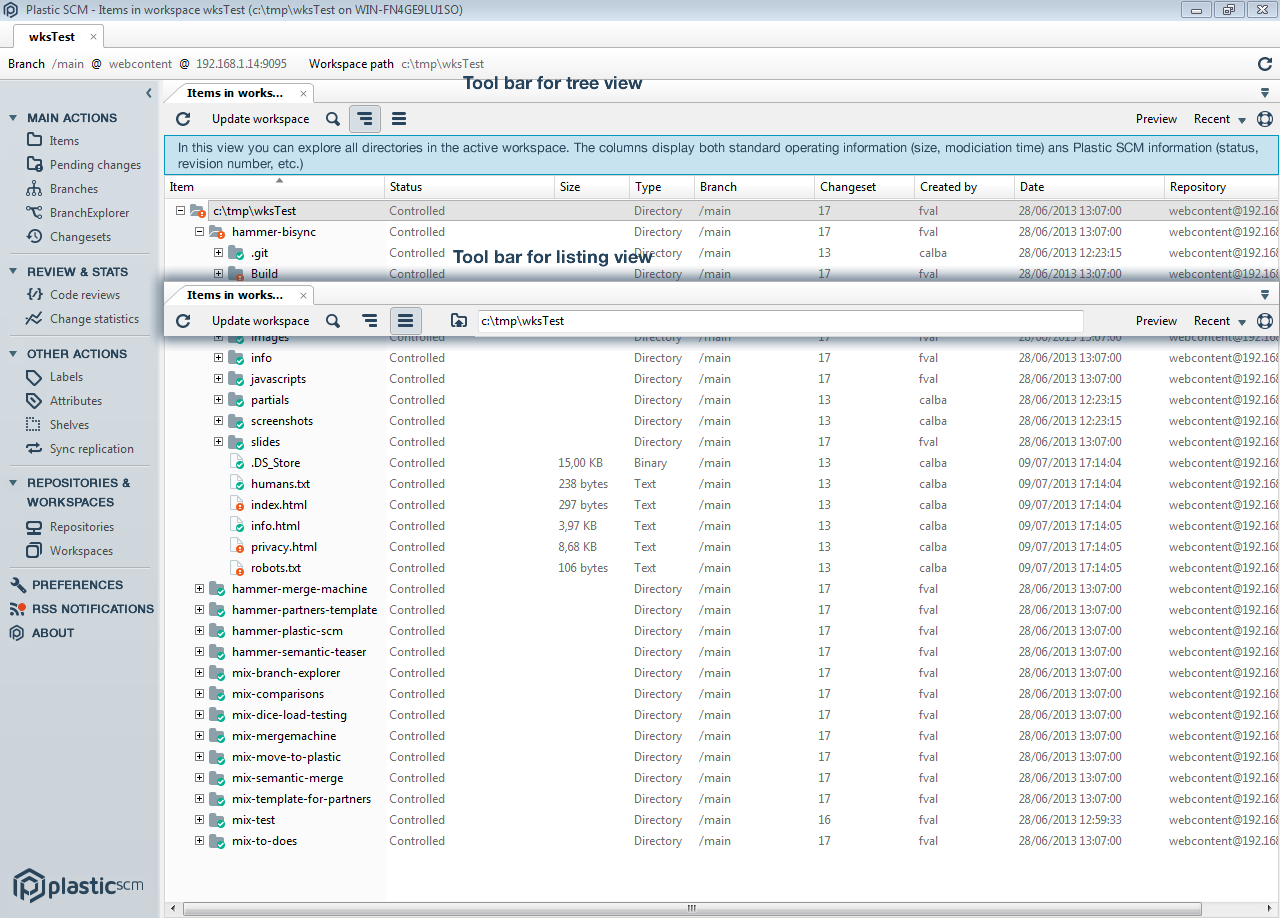 Plastic SCM - Items in workspace wksTest (c:\tmp\wksTest on WIN-FN4GE9LU1SO)
wksTest ×
Branch /main @ webcontent @ 192.168.1.14:9095 Workspace path c:\tmp\wksTest
Tool bar for tree view
Items in works... ×
Update workspace Preview Recent
In this view you can explore all directories in the active workspace. The columns display both standard operating information (size, modiciation time) ans Plastic SCM information (status,
revision number, etc.)
Item Status Size Type Branch Changeset Created by Date Repository
c:\tmp\wksTest Controlled Directory /main 17 fval 28/06/2013 13:07:00 webcontent@192.168
hammer-bisync Controlled Directory /main 17 fval 28/06/2013 13:07:00 webcontent@192.168
.git Controlled Directory /main 13 calba 28/06/2013 12:23:15 webcontent@192.168
Tool bar for listing view
Build Controlled Directory /main 17 fval 28/06/2013 13:07:00 webcontent@192.168
Items in works... ×
Update workspace c:\tmp\wksTest Preview Recent
images Controlled Directory /main 17 fval 28/06/2013 13:07:00 webcontent@192.168
info Controlled Directory /main 17 fval 28/06/2013 13:07:00 webcontent@192.168
javascripts Controlled Directory /main 17 fval 28/06/2013 13:07:00 webcontent@192.168
partials Controlled Directory /main 13 calba 28/06/2013 12:23:15 webcontent@192.168
screenshots Controlled Directory /main 13 calba 28/06/2013 12:23:15 webcontent@192.168
slides Controlled Directory /main 17 fval 28/06/2013 13:07:00 webcontent@192.168
.DS_Store Controlled 15,00 KB Binary /main 13 calba 09/07/2013 17:14:04 webcontent@192.168
humans.txt Controlled 238 bytes Text /main 13 calba 09/07/2013 17:14:04 webcontent@192.168
index.html Controlled 297 bytes Text /main 13 calba 09/07/2013 17:14:04 webcontent@192.168
info.html Controlled 3,97 KB Text /main 13 calba 09/07/2013 17:14:05 webcontent@192.168
privacy.html Controlled 8,68 KB Text /main 13 calba 09/07/2013 17:14:05 webcontent@192.168
robots.txt Controlled 106 bytes Text /main 13 calba 09/07/2013 17:14:05 webcontent@192.168
hammer-merge-machine Controlled Directory /main 17 fval 28/06/2013 13:07:00 webcontent@192.168
hammer-partners-template Controlled Directory /main 17 fval 28/06/2013 13:07:00 webcontent@192.168
hammer-plastic-scm Controlled Directory /main 17 fval 28/06/2013 13:07:00 webcontent@192.168
hammer-semantic-teaser Controlled Directory /main 17 fval 28/06/2013 13:07:00 webcontent@192.168
mix-branch-explorer Controlled Directory /main 17 fval 28/06/2013 13:07:00 webcontent@192.168
mix-comparisons Controlled Directory /main 17 fval 28/06/2013 13:07:00 webcontent@192.168
mix-dice-load-testing Controlled Directory /main 17 fval 28/06/2013 13:07:00 webcontent@192.168
mix-mergemachine Controlled Directory /main 17 fval 28/06/2013 13:07:00 webcontent@192.168
mix-move-to-plastic Controlled Directory /main 17 fval 28/06/2013 13:07:00 webcontent@192.168
mix-semantic-merge Controlled Directory /main 17 fval 28/06/2013 13:07:00 webcontent@192.168
mix-template-for-partners Controlled Directory /main 17 fval 28/06/2013 13:07:00 webcontent@192.168
mix-test Controlled Directory /main 16 fval 28/06/2013 12:59:33 webcontent@192.168
mix-to-does Controlled Directory /main 17 fval 28/06/2013 13:07:00 webcontent@192.168
MAIN ACTIONS
Items
Pending changes
Branches
BranchExplorer
Changesets
REVIEW & STATS
Code reviews
Change statistics
OTHER ACTIONS
Labels
Attributes
Shelves
Sync replication
REPOSITORIES &
WORKSPACES
Repositories
Workspaces
PREFERENCES
RSS NOTIFICATIONS
ABOUT
plasticscm